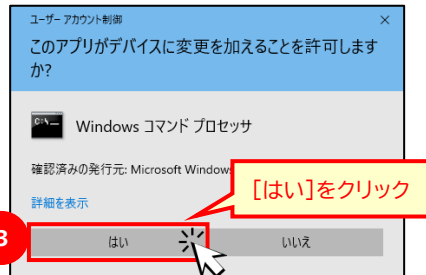 ユーザー アカウント制御
このアプリがデバイスに変更を加えることを許可します
か?
Windows コマンド プロセッサ
確認済みの発行元: Microsoft Windows
[はい]をクリック
詳細を表示
3
はい
いいえ